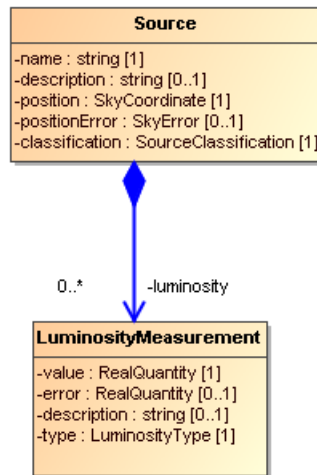 Source
-name : string [1]
-description : string [0..1]
-position : SkyCoordinate [1]
-positionError : SkyError [0..1]
-classification : SourceClassification [1]
0..* -luminosity
LuminosityMeasurement
-value : RealQuantity [1]
-error : RealQuantity [0..1]
-description : string [0..1]
-type : LuminosityType [1]